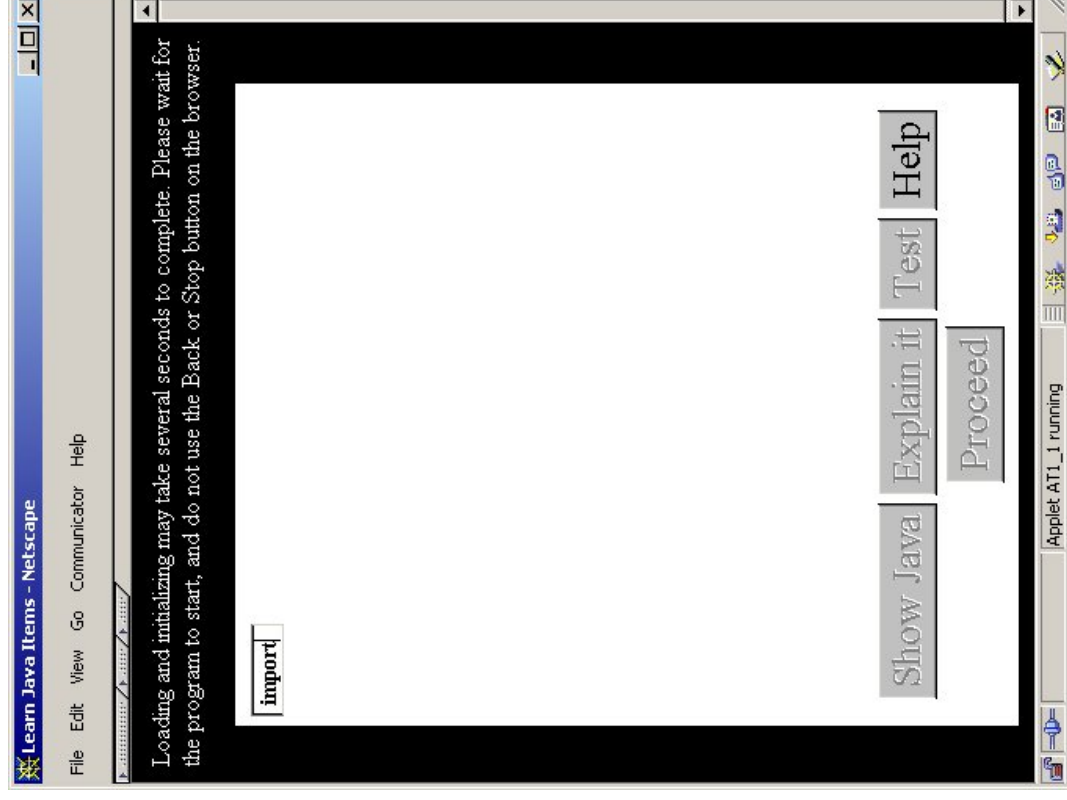 Learn Java Items - Netscape
File Edit View Go Communicator Help
Loading and initializing may take several seconds to complete. Please wait for
the program to start, and do not use the Back or Stop button on the browser.
import
Show Java Explain it Test Help
Proceed
Applet AT1_1 running